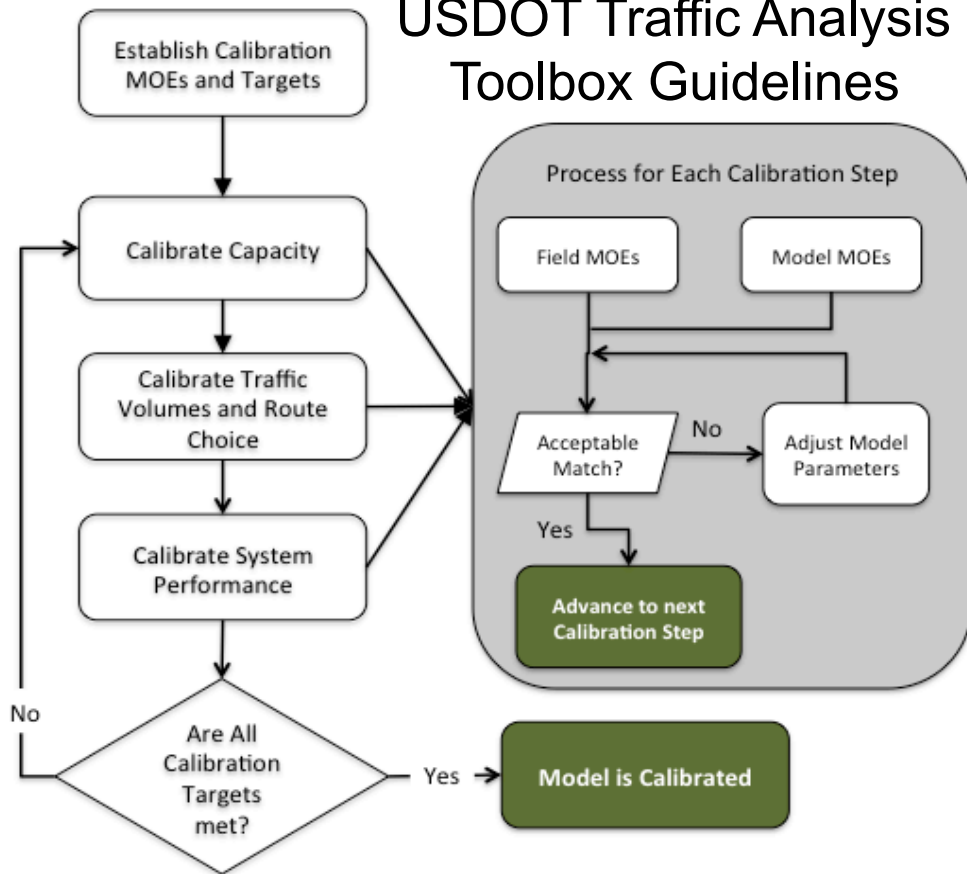 USDOT Traffic Analysis
Toolbox Guidelines
Establish Calibration
MOEs and Targets
Calibrate Capacity
Calibrate Traffic
Volumes and Route
Choice
Calibrate System
Performance
Are All
Calibration
Targets
met?
No
Yes
Model is Calibrated
Process for Each Calibration Step
Field MOEs
Model MOEs
Acceptable
Match?
No
Adjust Model
Parameters
Yes
Advance to next
Calibration Step